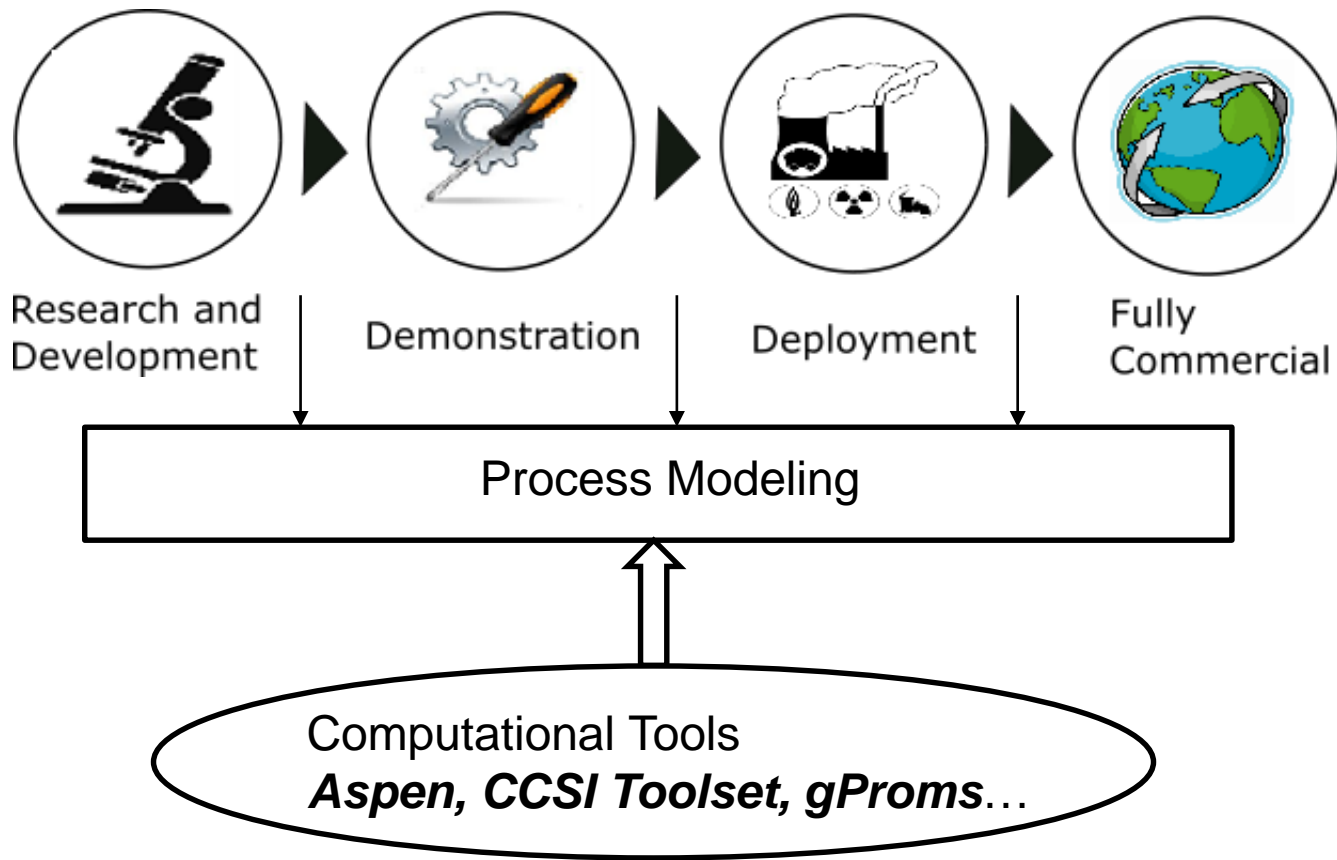 Research and
Development
Demonstration
Deployment
Fully
Commercial
Process Modeling
Computational Tools
Aspen, CCSI Toolset, gProms…